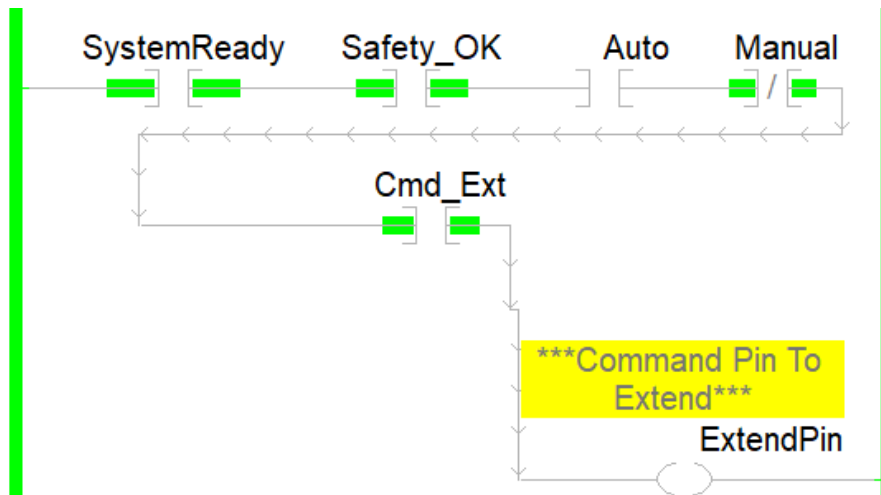 SystemReady Safety_OK Auto Manual
/
Cmd_Ext
***Command Pin To
Extend***
ExtendPin